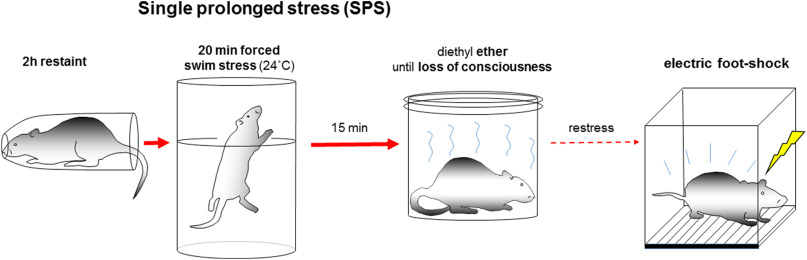 Single prolonged stress (SPS)
2h restaint
20 min forced
swim stress (24˚C)
15 min
diethyl ether
until loss of consciousness
restress
electric foot-shock